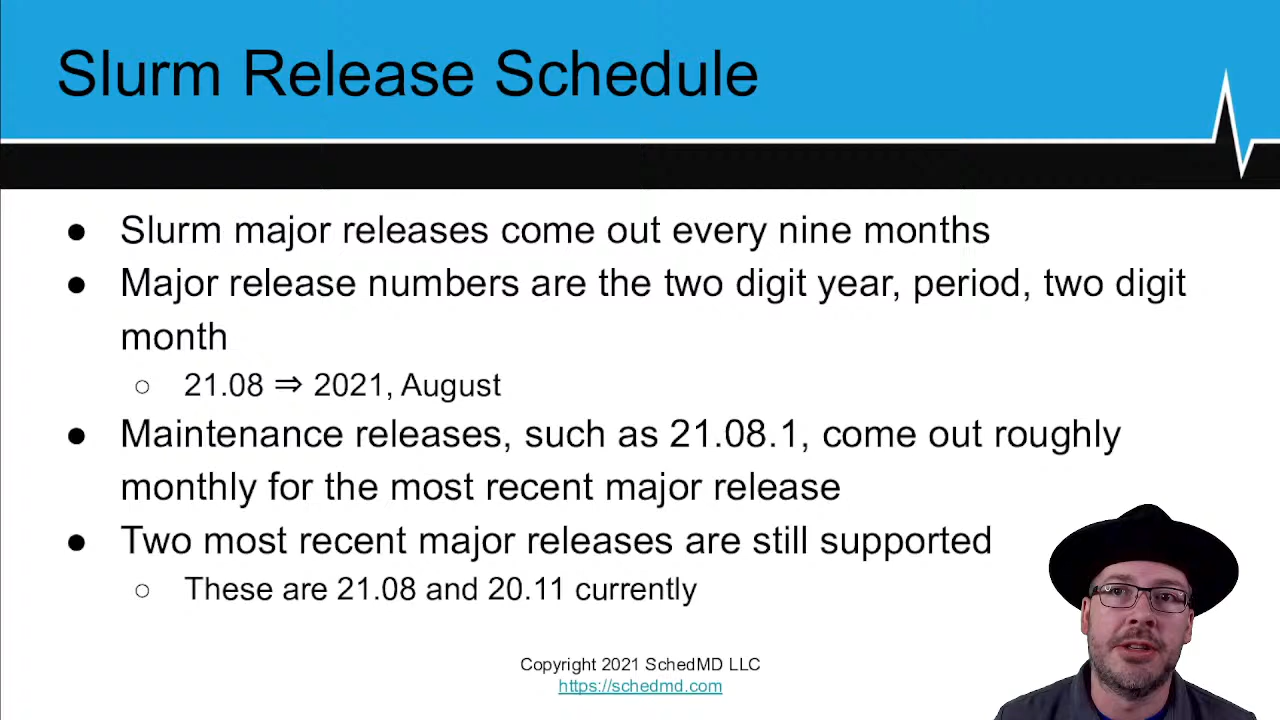 Slurm Release Schedule
● Slurm major releases come out every nine months
● Major release numbers are the two digit year, period, two digit
month
○ 21.08 ⇒ 2021, August
● Maintenance releases, such as 21.08.1, come out roughly
monthly for the most recent major release
● Two most recent major releases are still supported
○ These are 21.08 and 20.11 currently
Copyright 2021 SchedMD LLC
https://schedmd.com